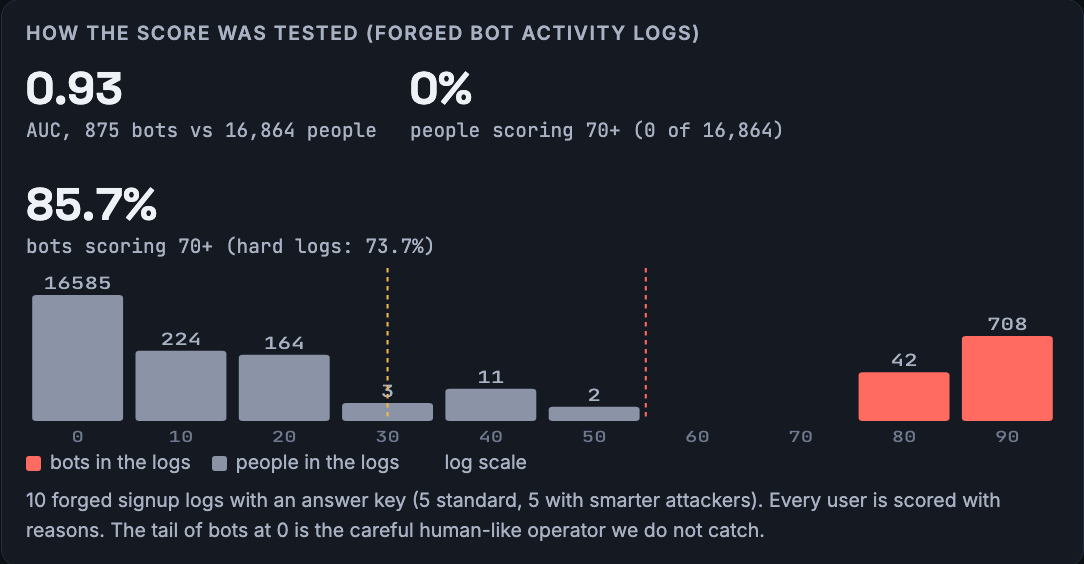 HOW THE SCORE WAS TESTED (FORGED BOT ACTIVITY LOGS)
0.93
AUC, 875 bots vs 16,864 people
0%
people scoring 70+ (0 of 16,864)
85.7%
bots scoring 70+ (hard logs: 73.7%)
16585
224
164
3
11
2
42
708
0 10 20 30 40 50 60 70 80 90
bots in the logs people in the logs log scale
10 forged signup logs with an answer key (5 standard, 5 with smarter attackers). Every user is scored with
reasons. The tail of bots at 0 is the careful human-like operator we do not catch.